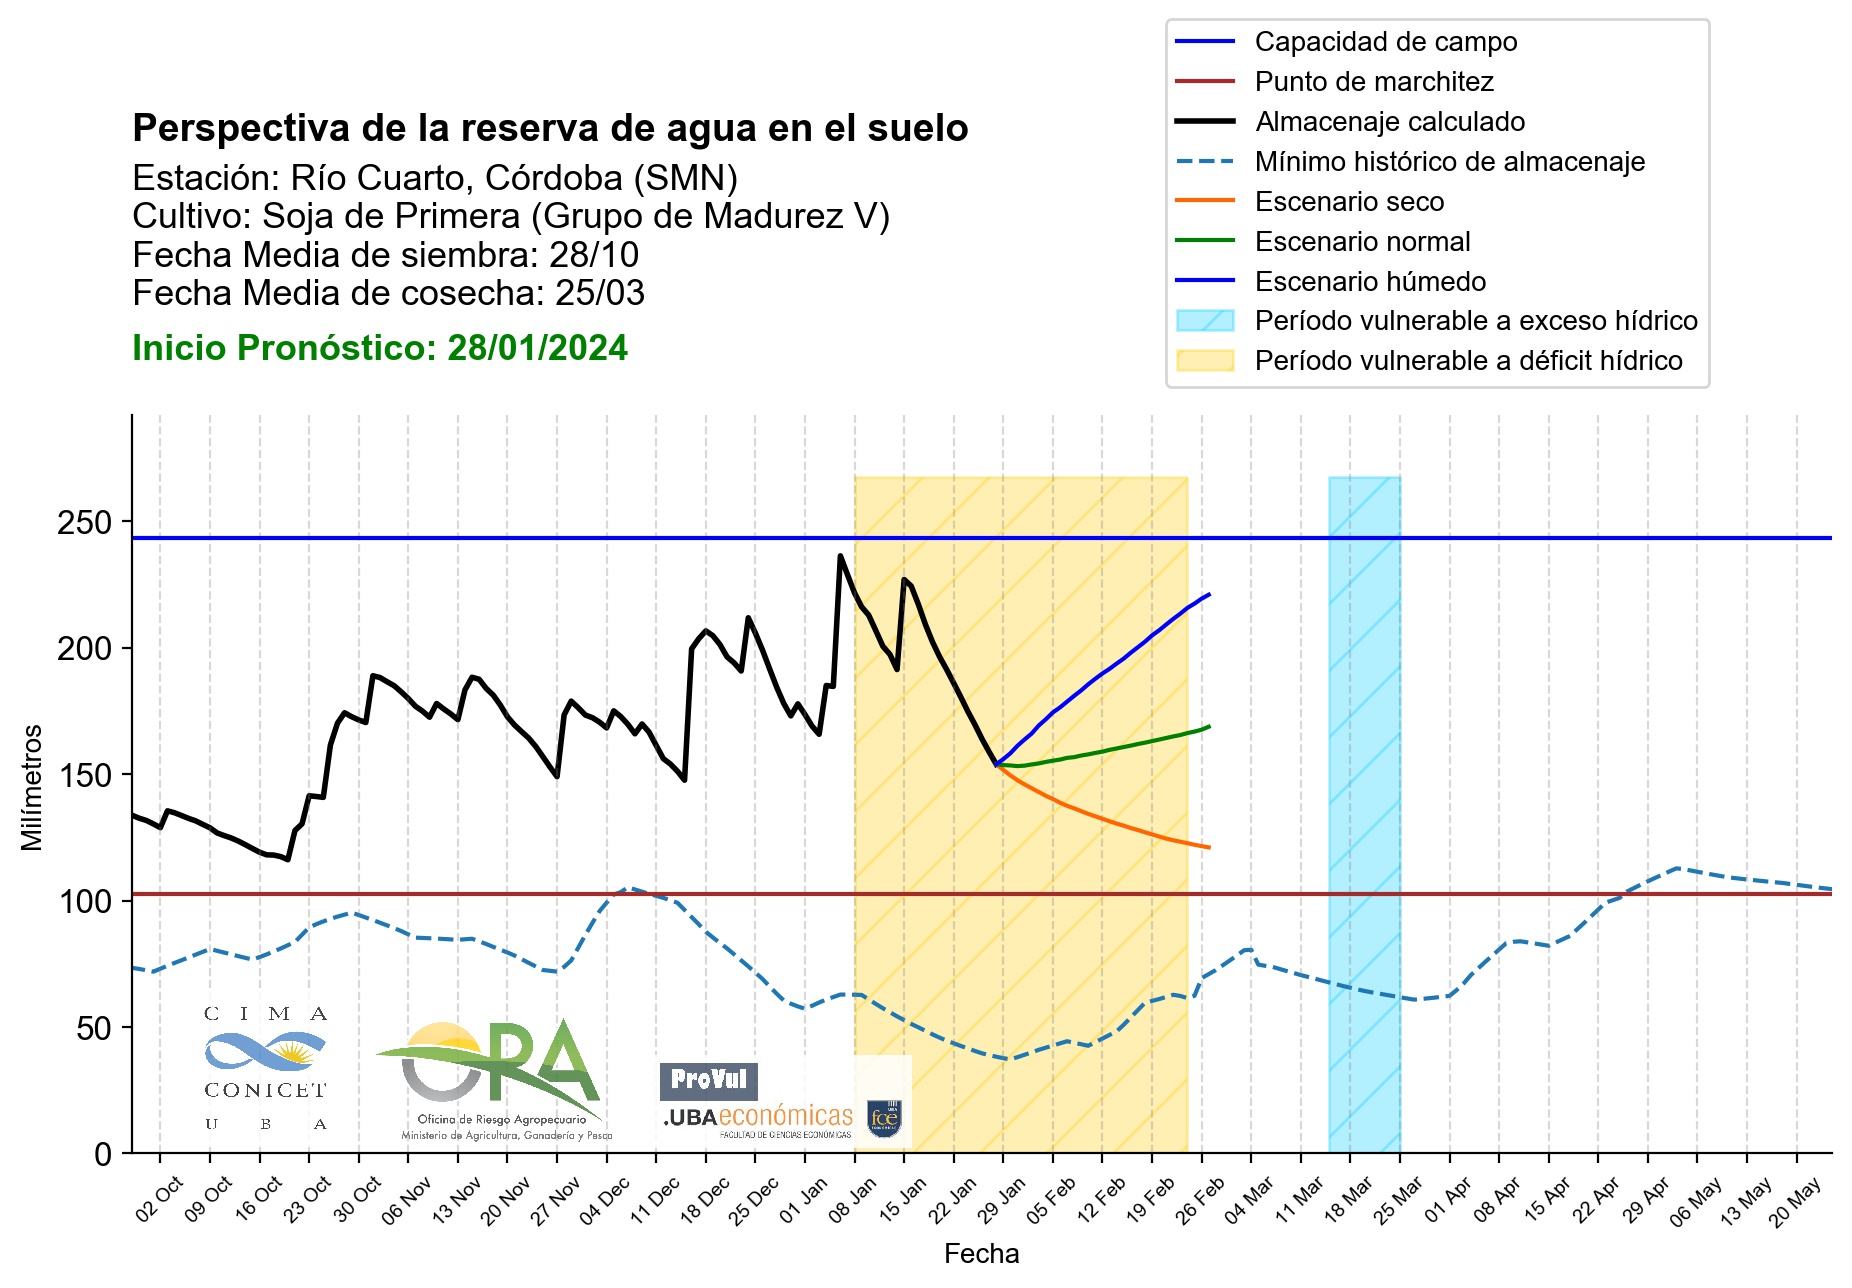 Capacidad de campo
Punto de marchitez
Almacenaje calculado
Mínimo histórico de almacenaje
Escenario seco
Escenario normal
Escenario húmedo
Período vulnerable a exceso hídrico
Período vulnerable a déficit hídrico
Perspectiva de la reserva de agua en el suelo
Estación: Río Cuarto, Córdoba (SMN)
Cultivo: Soja de Primera (Grupo de Madurez V)
Fecha Media de siembra: 28/10
Fecha Media de cosecha: 25/03
Inicio Pronóstico: 28/01/2024
250
200
150
100
50
0
Milímetros
C I M A
CONICET
U B A
ORA
Oficina de Riesgo Agropecuario
Ministerio de Agricultura, Ganadería y Pesca
ProVul
.UBAeconómicas
FACULTAD DE CIENCIAS ECONÓMICAS
UBA
fce
ECONÓMICAS
02 Oct
09 Oct
16 Oct
23 Oct
30 Oct
06 Nov
13 Nov
20 Nov
27 Nov
04 Dec
11 Dec
18 Dec
25 Dec
01 Jan
08 Jan
15 Jan
22 Jan
29 Jan
05 Feb
12 Feb
19 Feb
26 Feb
04 Mar
11 Mar
18 Mar
25 Mar
01 Apr
08 Apr
15 Apr
22 Apr
29 Apr
06 May
13 May
20 May
Fecha